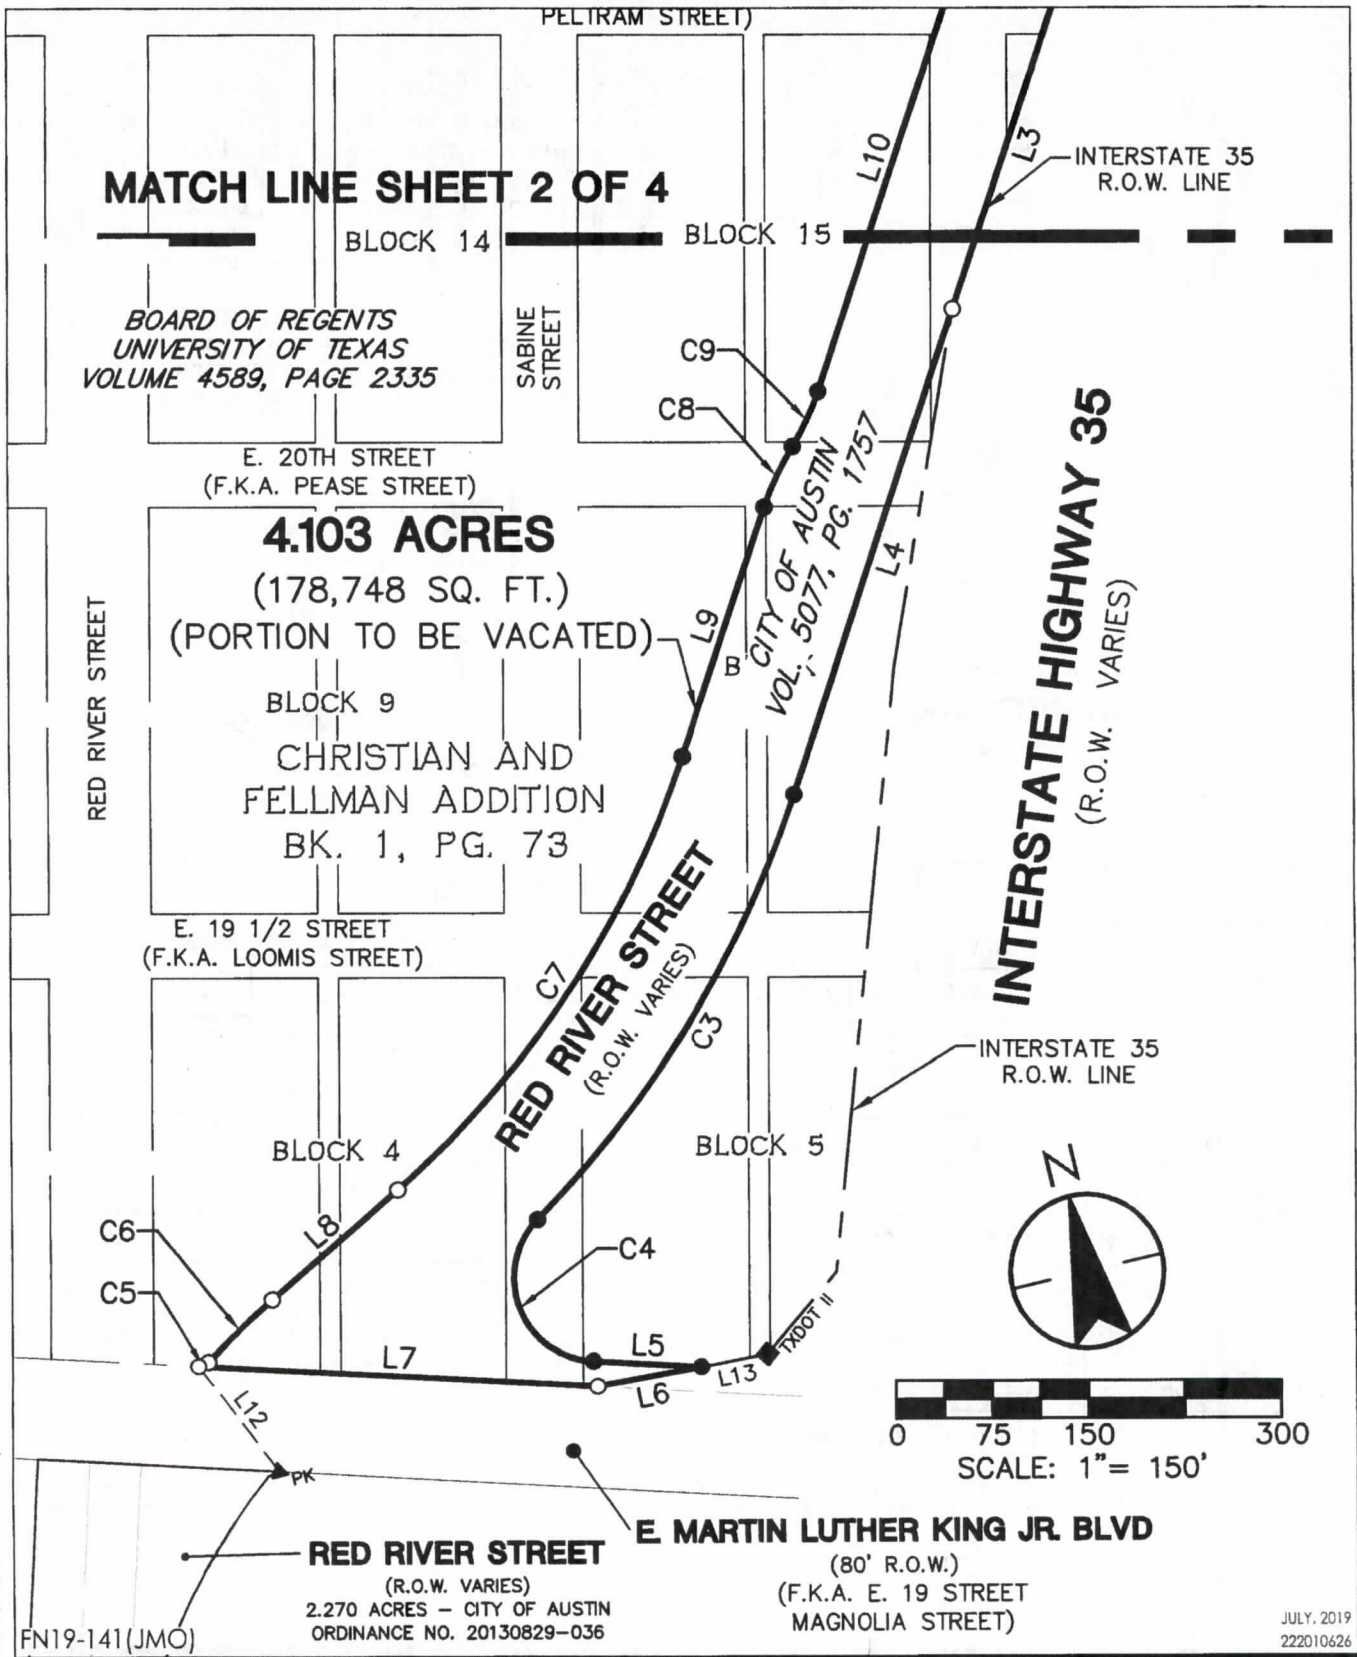 PELTRAM STREET)
L10
L3
INTERSTATE 35
R.O.W. LINE
MATCH LINE SHEET 2 OF 4
BLOCK 14
BLOCK 15
BOARD OF REGENTS
UNIVERSITY OF TEXAS
VOLUME 4589, PAGE 2335
SABINE
STREET
C9
C8
E. 20TH STREET
(F.K.A. PEASE STREET)
4.103 ACRES
(178,748 SQ. FT.)
(PORTION TO BE VACATED)
CITY OF AUSTIN
VOL. 5077, PG. 1757
L4
L9
B
INTERSTATE HIGHWAY 35
(R.O.W. VARIES)
RED RIVER STREET
BLOCK 9
CHRISTIAN AND
FELLMAN ADDITION
BK. 1, PG. 73
E. 19 1/2 STREET
(F.K.A. LOOMIS STREET)
C7
RED RIVER STREET
(R.O.W. VARIES)
C3
INTERSTATE 35
R.O.W. LINE
BLOCK 4
BLOCK 5
N
C6
L8
C4
C5
TXDOT II
L7
L5
L6
L13
L12
PK
0 75 150 300
SCALE: 1"= 150'
E. MARTIN LUTHER KING JR. BLVD
(80' R.O.W.)
(F.K.A. E. 19 STREET
MAGNOLIA STREET)
RED RIVER STREET
(R.O.W. VARIES)
2.270 ACRES – CITY OF AUSTIN
ORDINANCE NO. 20130829–036
FN19-141(JMO)
JULY, 2019
222010626